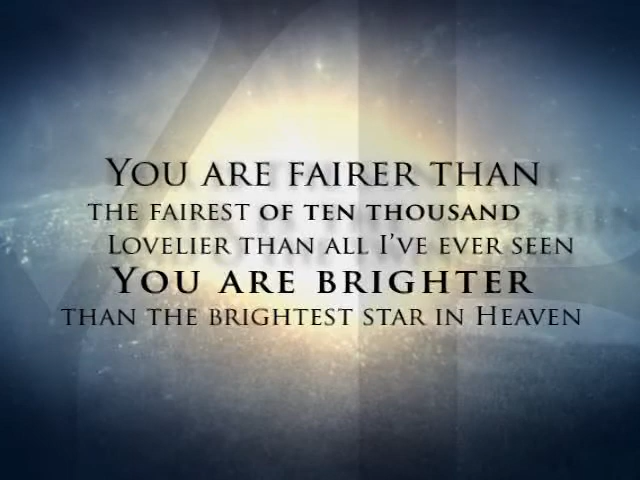 You are fairer than
the fairest of ten thousand
Lovelier than all I've ever seen
You are brighter
than the brightest star in Heaven